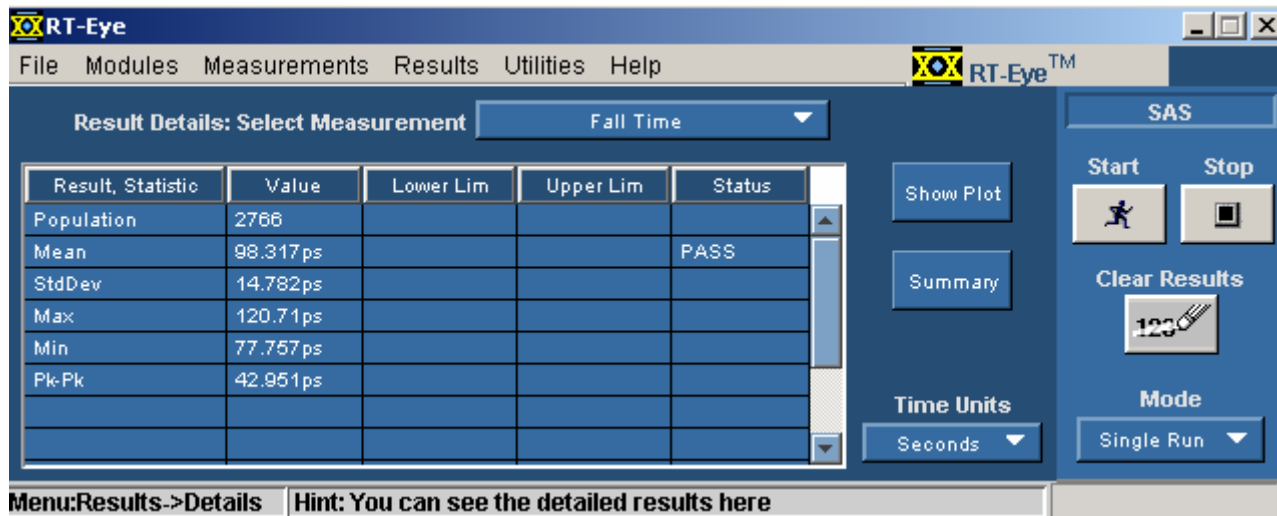 RT-Eye
File Modules Measurements Results Utilities Help
RT-Eye™
Result Details: Select Measurement Fall Time
SAS
Result, Statistic Value Lower Lim Upper Lim Status
Population 2766
Mean 98.317ps PASS
StdDev 14.782ps
Max 120.71ps
Min 77.757ps
Pk-Pk 42.951ps
Show Plot
Summary
Time Units
Seconds
Start Stop
Clear Results
123
Mode
Single Run
Menu:Results->Details Hint: You can see the detailed results here